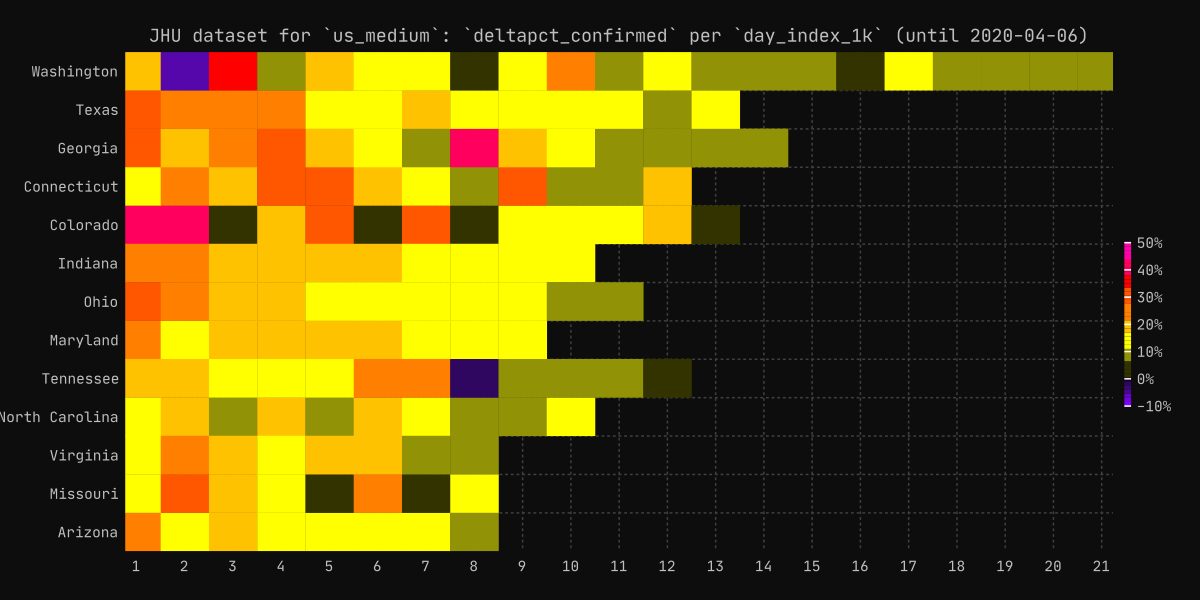 JHU dataset for `us_medium`: `deltapct_confirmed` per `day_index_1k` (until 2020-04-06)
Washington
Texas
Georgia
Connecticut
Colorado
Indiana
Ohio
Maryland
Tennessee
North Carolina
Virginia
Missouri
Arizona
1 2 3 4 5 6 7 8 9 10 11 12 13 14 15 16 17 18 19 20 21
50%
40%
30%
20%
10%
0%
-10%